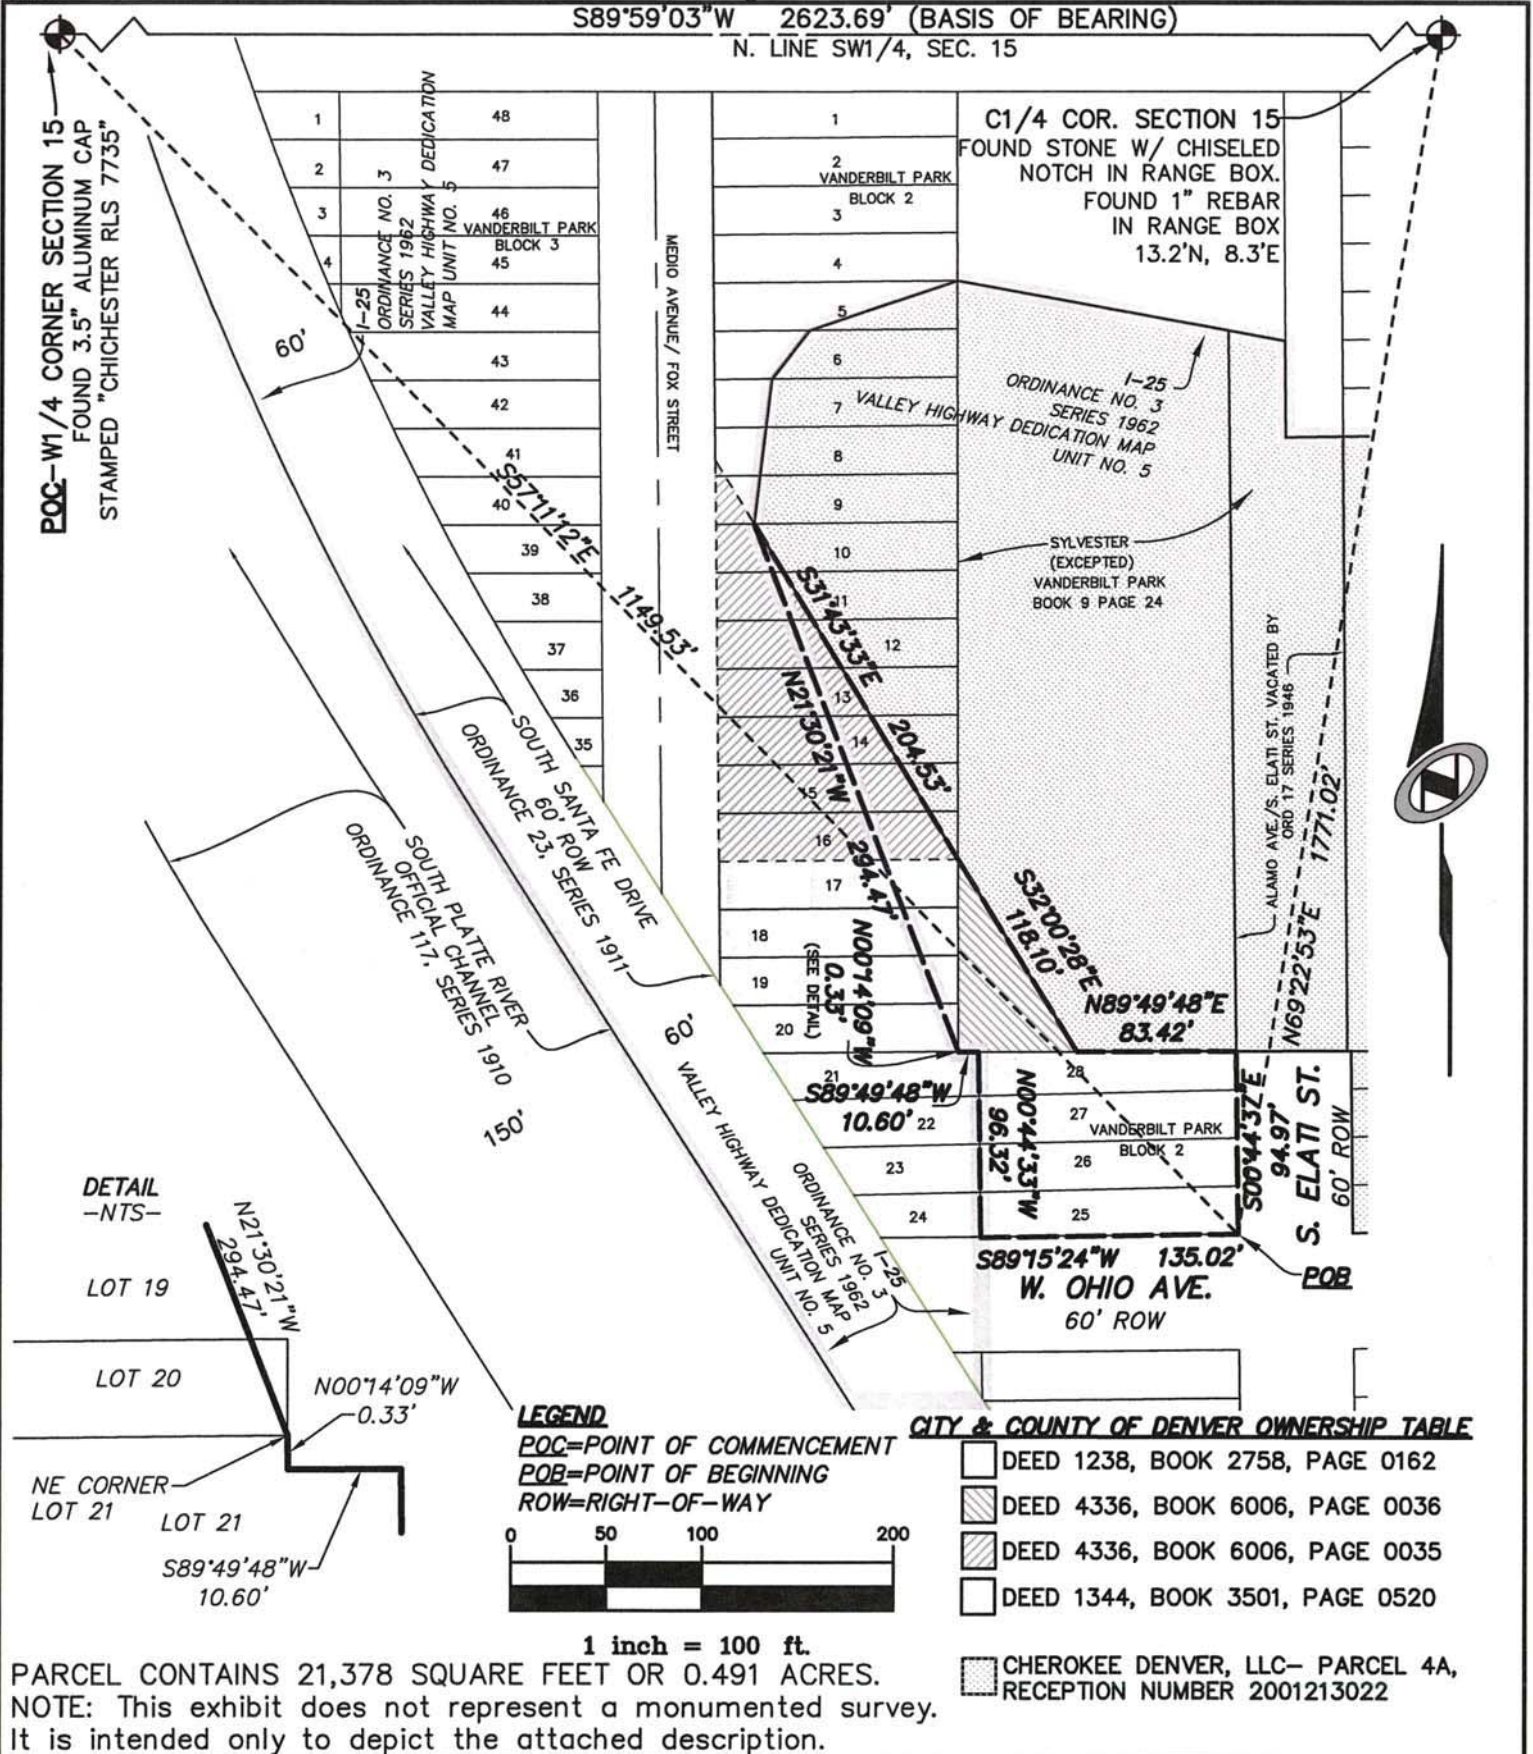 S89°59'03"W 2623.69' (BASIS OF BEARING)
N. LINE SW1/4, SEC. 15
POC-W1/4 CORNER SECTION 15
FOUND 3.5" ALUMINUM CAP
STAMPED "CHICHESTER RLS 7735"
C1/4 COR. SECTION 15
FOUND STONE W/ CHISELED
NOTCH IN RANGE BOX.
FOUND 1" REBAR
IN RANGE BOX
13.2'N, 8.3'E
1
2
3
4
I-25
ORDINANCE NO. 3
SERIES 1962
VALLEY HIGHWAY DEDICATION
MAP UNIT NO. 5
48
47
46
VANDERBILT PARK
BLOCK 3
45
44
43
42
41
40
39
38
37
36
35
60'
MEDIO AVENUE/ FOX STREET
1
2
VANDERBILT PARK
BLOCK 2
3
4
5
6
7
8
9
10
11
12
13
14
15
16
17
18
19
20
21
22
23
24
I-25
ORDINANCE NO. 3
SERIES 1962
VALLEY HIGHWAY DEDICATION MAP
UNIT NO. 5
SYLVESTER
(EXCEPTED)
VANDERBILT PARK
BOOK 9 PAGE 24
S57°11'12"E 1149.53'
S31°43'33"E 204.53'
N21°30'21"W 294.47'
S32°00'28"E
118.10'
N89°49'48"E
83.42'
N00°14'09"W
0.33'
(SEE DETAIL)
S89°49'48"W
10.60'
N00°44'33"W
96.32'
28
27
VANDERBILT PARK
BLOCK 2
26
25
S00°44'37"E
94.97'
S. ELATI ST.
60' ROW
ALAMO AVE./S. ELATI ST. VACATED BY
ORD 17 SERIES 1946
N69°22'53"E 1771.02'
S89°15'24"W 135.02'
W. OHIO AVE.
60' ROW
POB
SOUTH SANTA FE DRIVE
60' ROW
ORDINANCE 23, SERIES 1911
SOUTH PLATTE RIVER
OFFICIAL CHANNEL
ORDINANCE 117, SERIES 1910
150'
60'
VALLEY HIGHWAY DEDICATION MAP
UNIT NO. 5
ORDINANCE NO. 3
SERIES 1962
I-25
DETAIL
-NTS-
N21°30'21"W
294.47'
LOT 19
LOT 20
N00°14'09"W
0.33'
NE CORNER
LOT 21
LOT 21
S89°49'48"W
10.60'
LEGEND
POC=POINT OF COMMENCEMENT
POB=POINT OF BEGINNING
ROW=RIGHT-OF-WAY
0 50 100 200
1 inch = 100 ft.
CITY & COUNTY OF DENVER OWNERSHIP TABLE
DEED 1238, BOOK 2758, PAGE 0162
DEED 4336, BOOK 6006, PAGE 0036
DEED 4336, BOOK 6006, PAGE 0035
DEED 1344, BOOK 3501, PAGE 0520
CHEROKEE DENVER, LLC- PARCEL 4A,
RECEPTION NUMBER 2001213022
PARCEL CONTAINS 21,378 SQUARE FEET OR 0.491 ACRES.
NOTE: This exhibit does not represent a monumented survey.
It is intended only to depict the attached description.